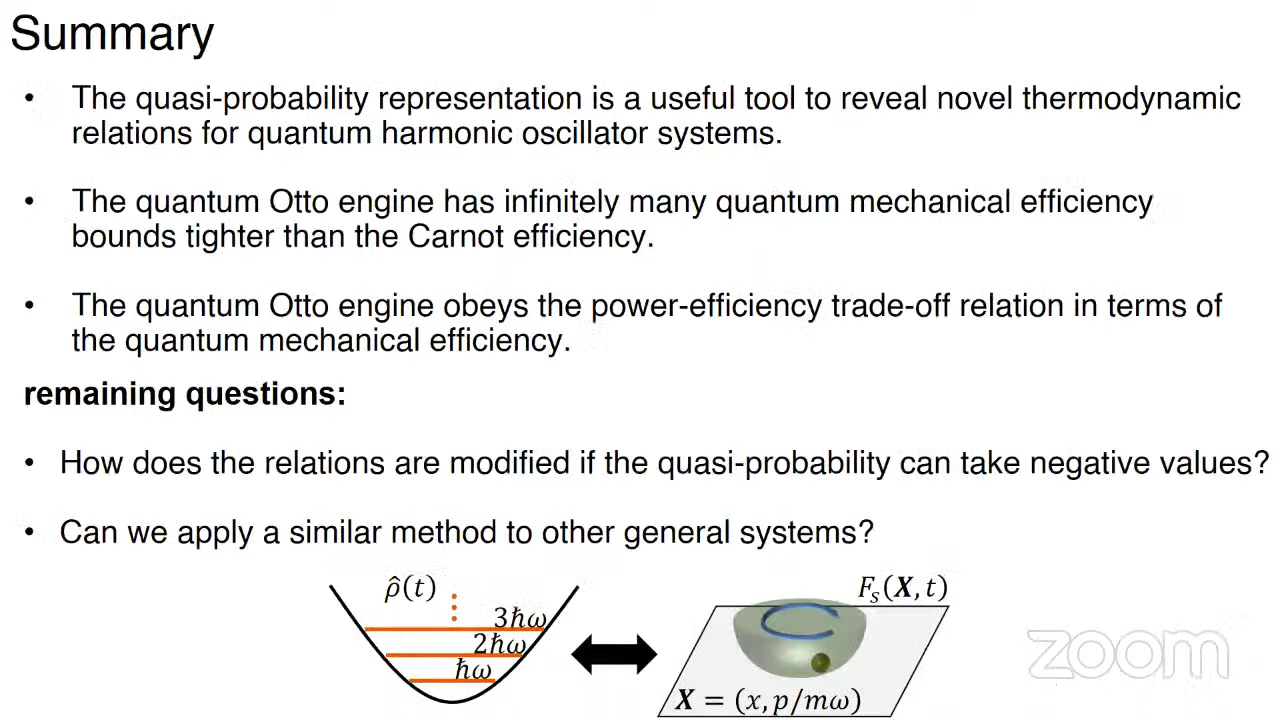 Summary
• The quasi-probability representation is a useful tool to reveal novel thermodynamic
relations for quantum harmonic oscillator systems.
• The quantum Otto engine has infinitely many quantum mechanical efficiency
bounds tighter than the Carnot efficiency.
• The quantum Otto engine obeys the power-efficiency trade-off relation in terms of
the quantum mechanical efficiency.
remaining questions:
• How does the relations are modified if the quasi-probability can take negative values?
• Can we apply a similar method to other general systems?
ρ̂(t)
3ħω
2ħω
ħω
Fₛ(X, t)
X = (x, p/mω)
zoom